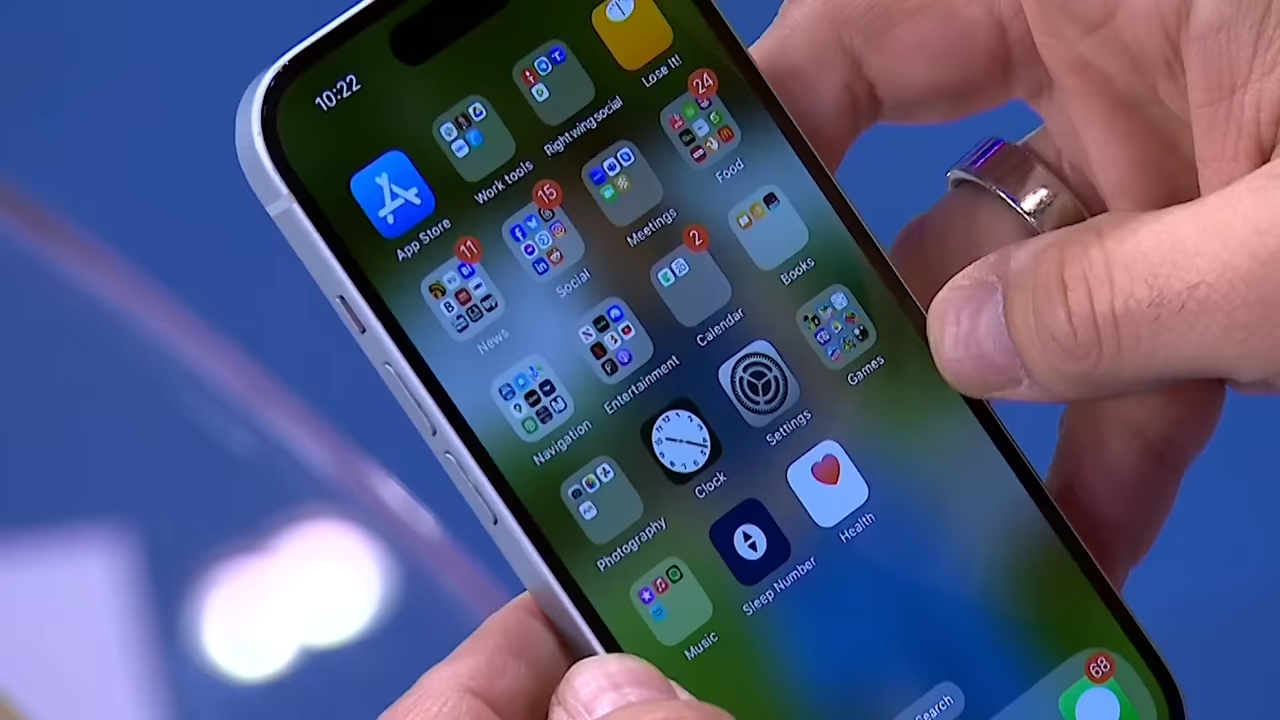 10:22
App Store
Work tools
Right wing social
Lose It!
11
News
15
Social
Meetings
24
Food
Navigation
Entertainment
2
Calendar
Books
Photography
Clock
Settings
Games
Music
Sleep Number
Health
Search
68